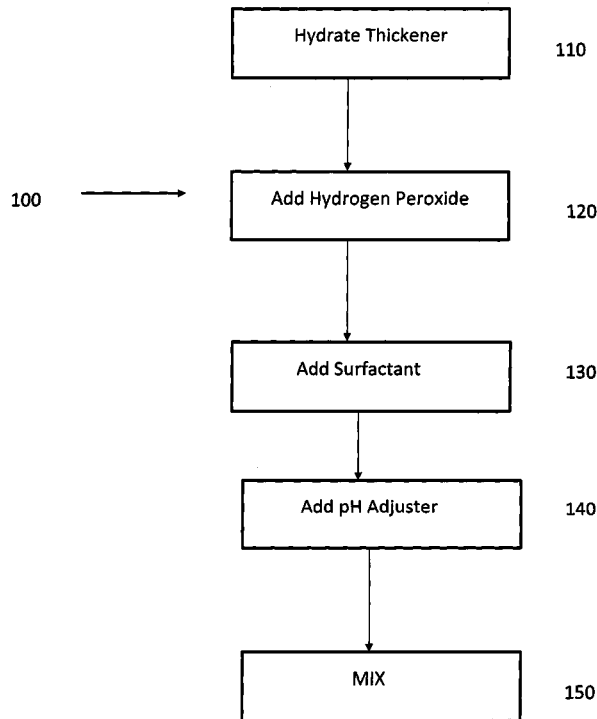 Hydrate Thickener
110
100
Add Hydrogen Peroxide
120
Add Surfactant
130
Add pH Adjuster
140
MIX
150